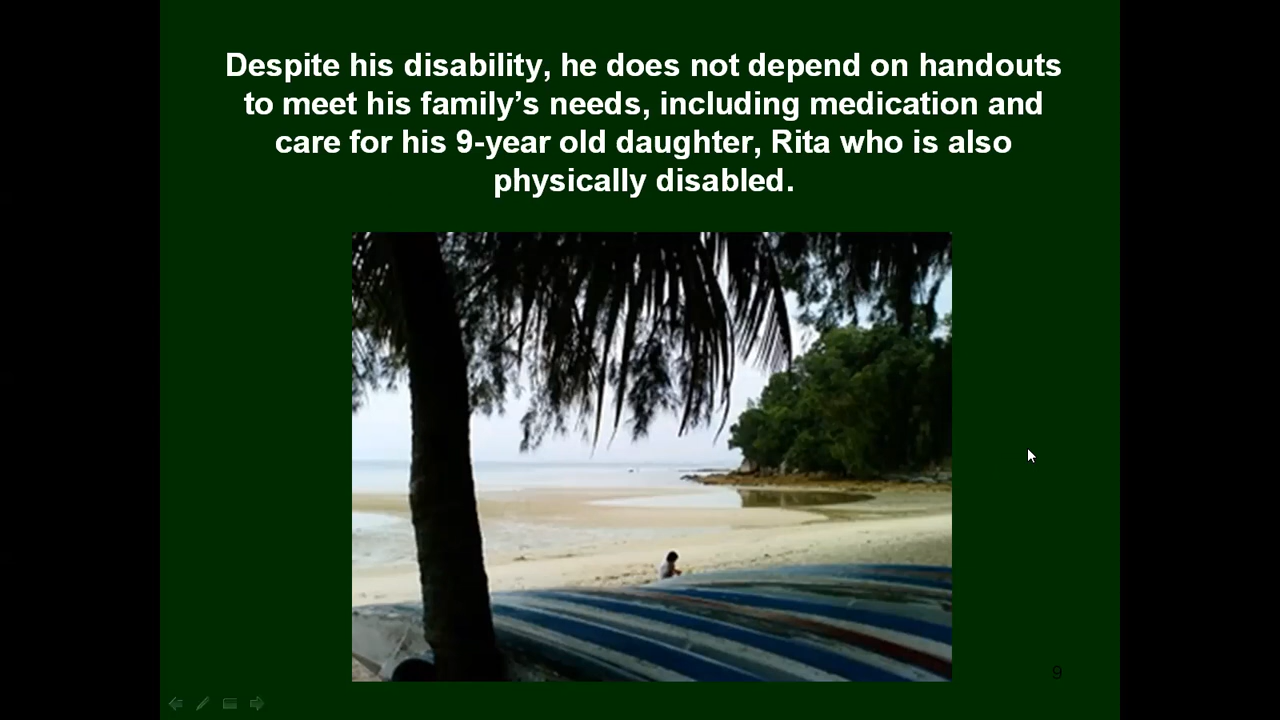 Despite his disability, he does not depend on handouts
to meet his family’s needs, including medication and
care for his 9-year old daughter, Rita who is also
physically disabled.
9